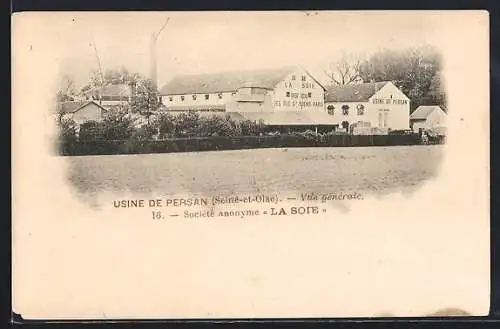 LA SOIE
USINE DE PERSAN
USINE DE PERSAN (Seine-et-Oise). — Vue générale.
16. — Société anonyme « LA SOIE »